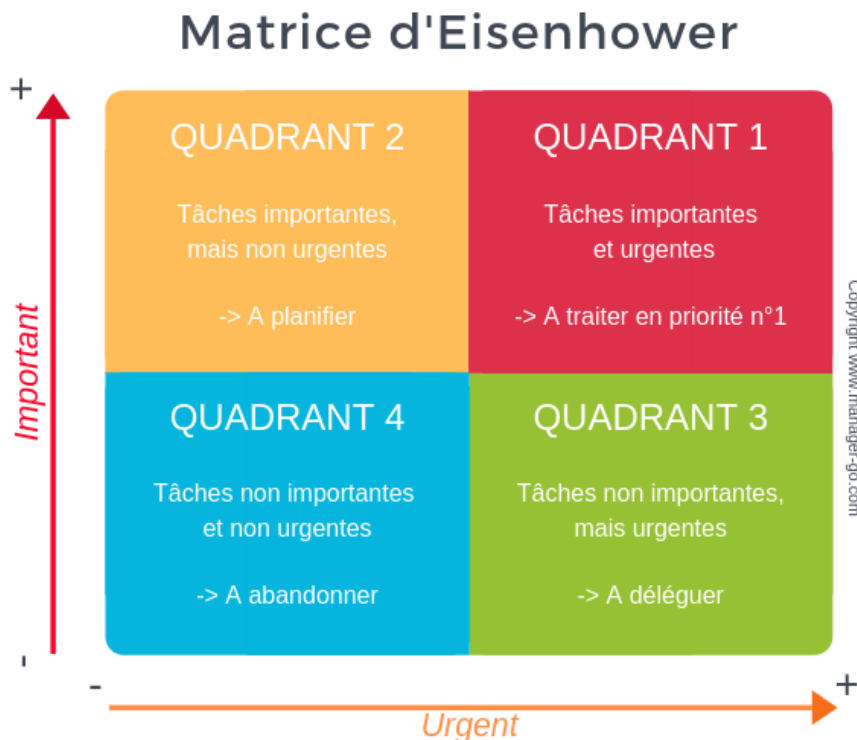 Matrice d'Eisenhower
+
QUADRANT 2
Tâches importantes,
mais non urgentes
-> A planifier
QUADRANT 1
Tâches importantes
et urgentes
-> A traiter en priorité n°1
Important
QUADRANT 4
Tâches non importantes
et non urgentes
-> A abandonner
QUADRANT 3
Tâches non importantes,
mais urgentes
-> A déléguer
Copyright www.manager-go.com
-
-
+
Urgent